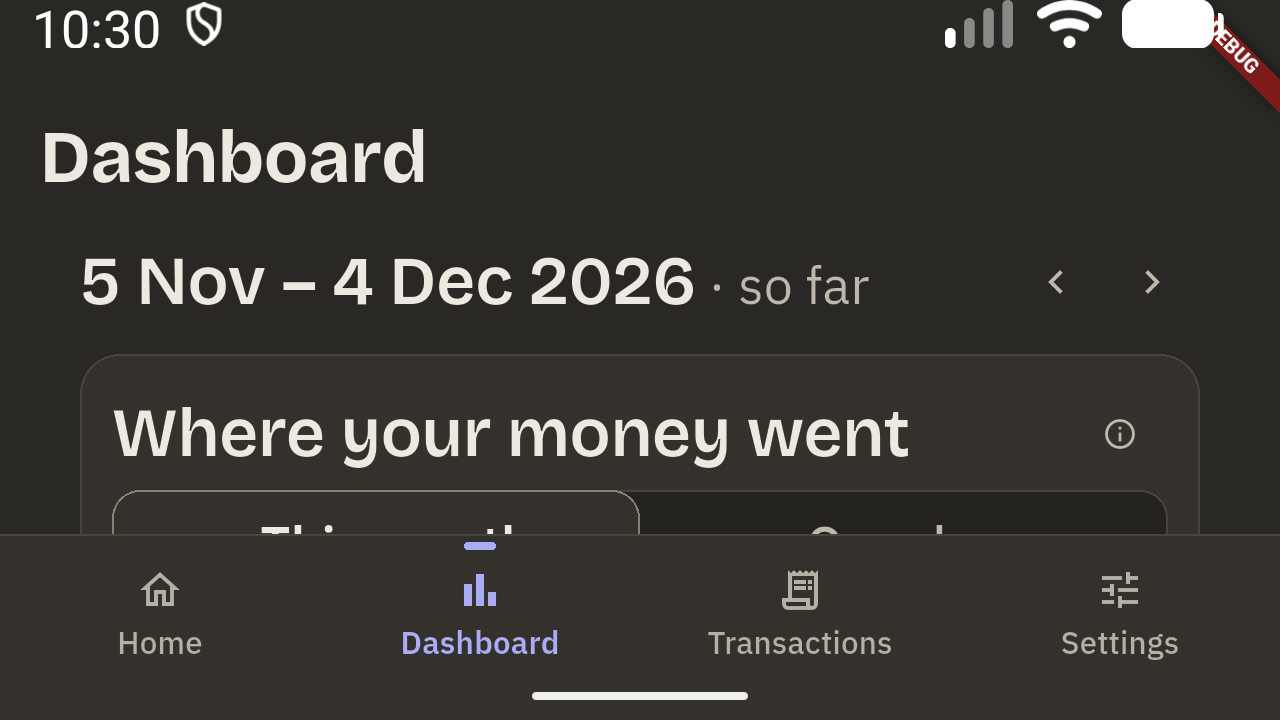 10:30
DEBUG
Dashboard
5 Nov – 4 Dec 2026 · so far
Where your money went
Home
Dashboard
Transactions
Settings